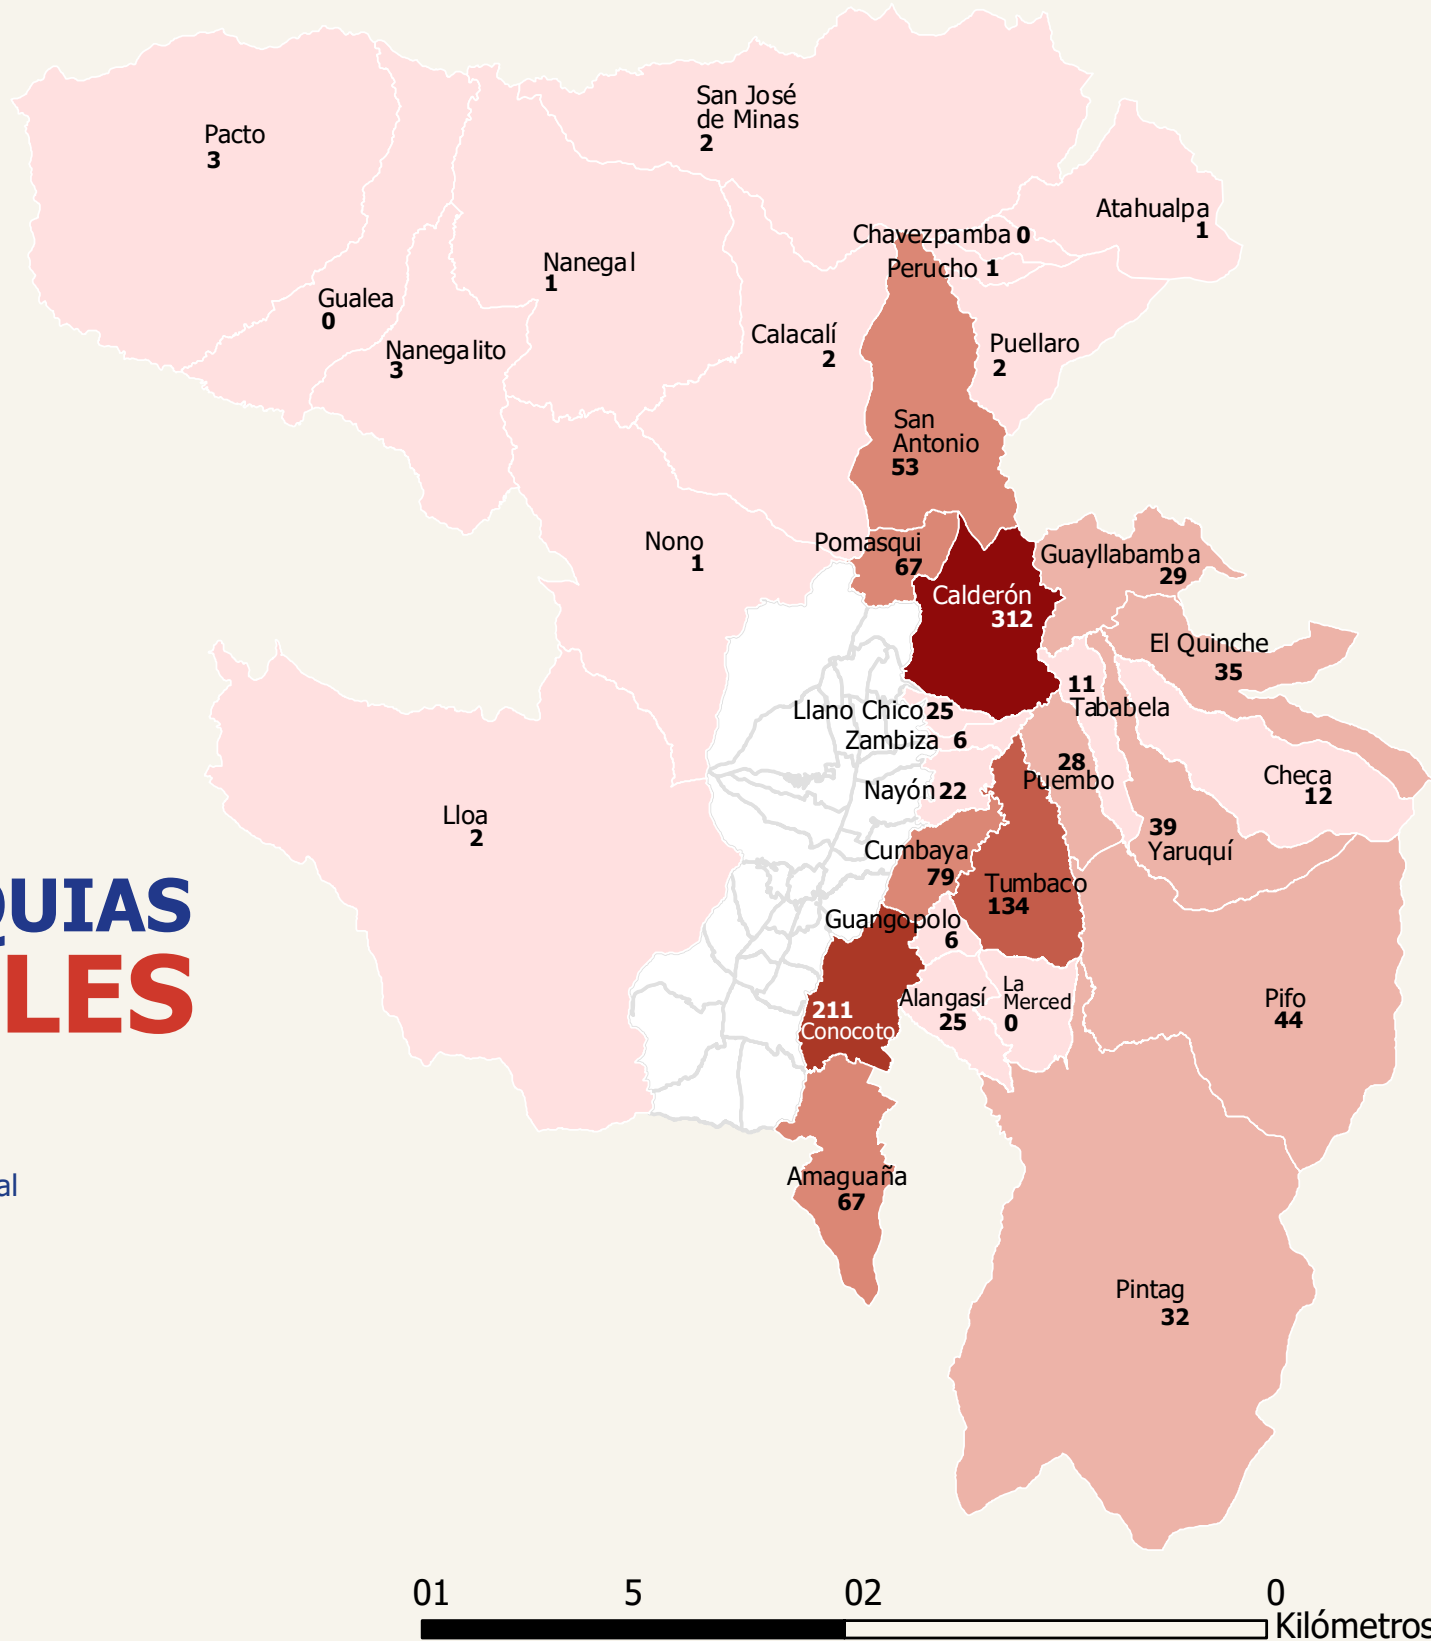 San José
de Minas
2
Pacto
3
Atahualpa
1
Chavezpamba 0
Perucho 1
Nanegal
1
Gualea
0
Nanegalito
3
Calacalí
2
Puellaro
2
San
Antonio
53
Nono
1
Pomasqui
67
Guayllabamba
29
Calderón
312
El Quinche
35
11
Tababela
Llano Chico 25
Zambiza 6
28
Puembo
Nayón 22
Checa
12
Lloa
2
39
Yaruquí
Cumbaya
79
Tumbaco
134
QUIAS
LES
Guangopolo
6
211
Conocoto
Alangasí
25
La
Merced
0
Pifo
44
al
Amaguaña
67
Pintag
32
01 5 02 0
Kilómetros